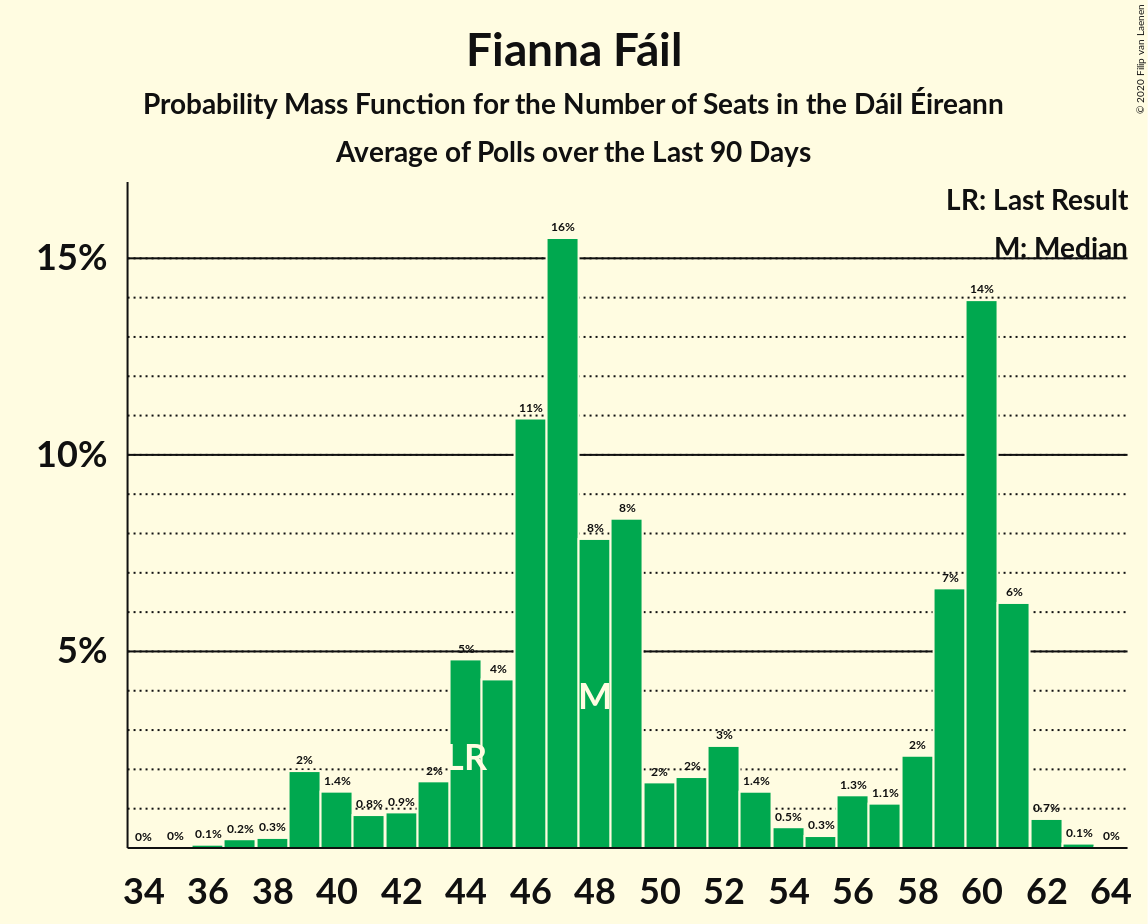 Fianna Fáil
Probability Mass Function for the Number of Seats in the Dáil Éireann
Average of Polls over the Last 90 Days
© 2020 Filip van Laenen
LR: Last Result
M: Median
15%
10%
5%
0% 0% 0.1% 0.2% 0.3% 2% 1.4% 0.8% 0.9% 2% 5% 4% 11% 16% 8% 8% 2% 2% 3% 1.4% 0.5% 0.3% 1.3% 1.1% 2% 7% 14% 6% 0.7% 0.1% 0%
M
LR
34 36 38 40 42 44 46 48 50 52 54 56 58 60 62 64